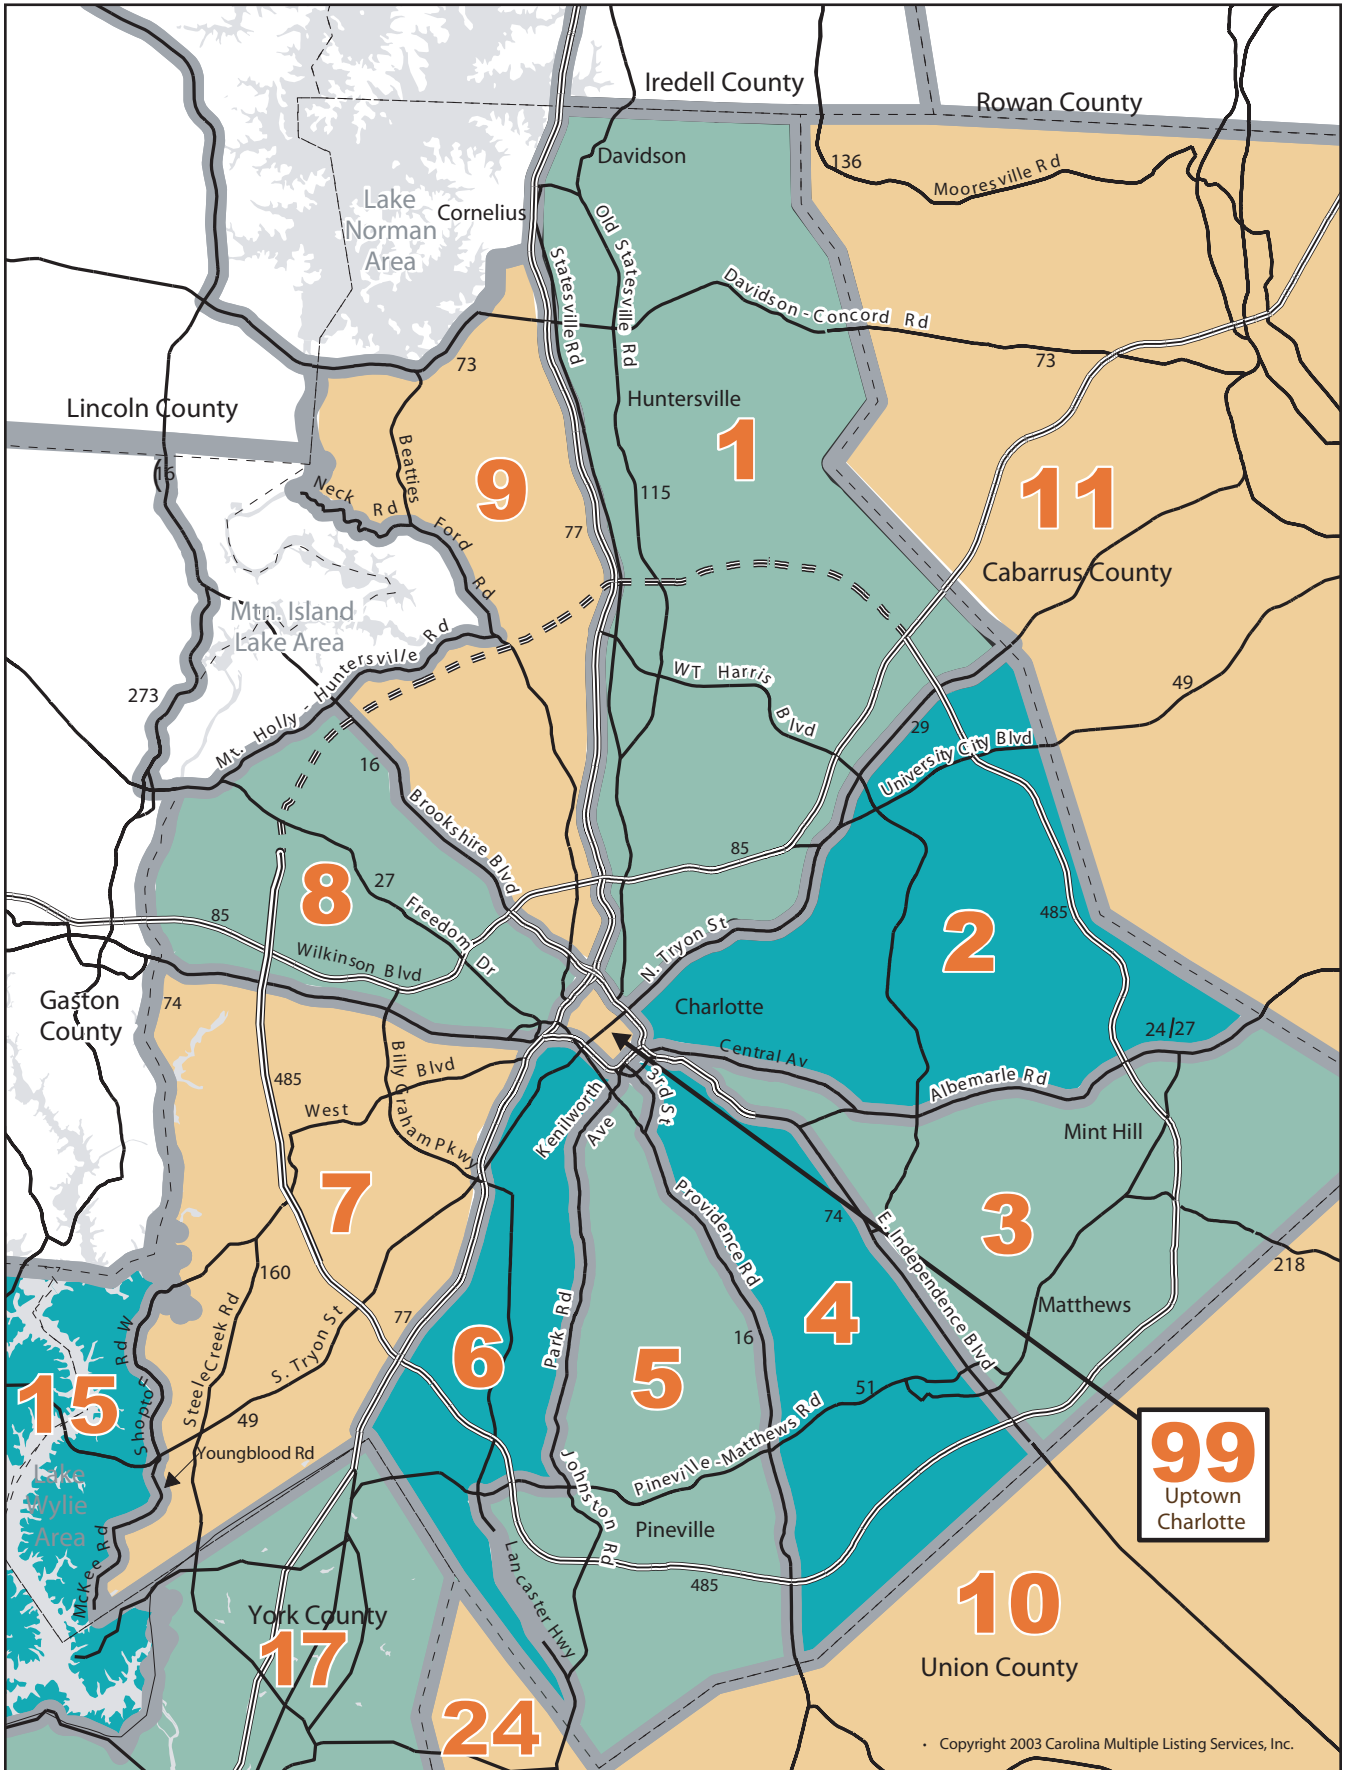 Iredell County
Rowan County
Davidson
136
Mooresville Rd
Lake
Norman
Area
Cornelius
Old Statesville Rd
Statesville Rd
Davidson-Concord Rd
73
73
Lincoln County
Huntersville
1
9
11
16
Beatties
Ford
Rd
Neck Rd
115
77
Cabarrus County
Mtn. Island
Lake Area
Mt. Holly - Huntersville Rd
WT Harris Blvd
273
49
29
University City Blvd
16
Brookshire Blvd
85
8
27
Freedom Dr
85
Wilkinson Blvd
485
2
N. Tryon St
Gaston
County
74
Charlotte
24/27
Central Av
Albemarle Rd
Billy Graham Pkwy
West Blvd
485
Kenilworth
Ave
3rd St
Mint Hill
7
Providence Rd
74
3
E. Independence Blvd
218
160
Matthews
Steele Creek Rd
S. Tryon St
77
4
6
Park Rd
16
5
51
15
Shopton Rd W
49
Youngblood Rd
Pineville-Matthews Rd
99
Uptown
Charlotte
Lake
Wylie
Area
McKee Rd
Johnston Rd
Pineville
Lancaster Hwy
485
10
York County
17
Union County
24
• Copyright 2003 Carolina Multiple Listing Services, Inc.